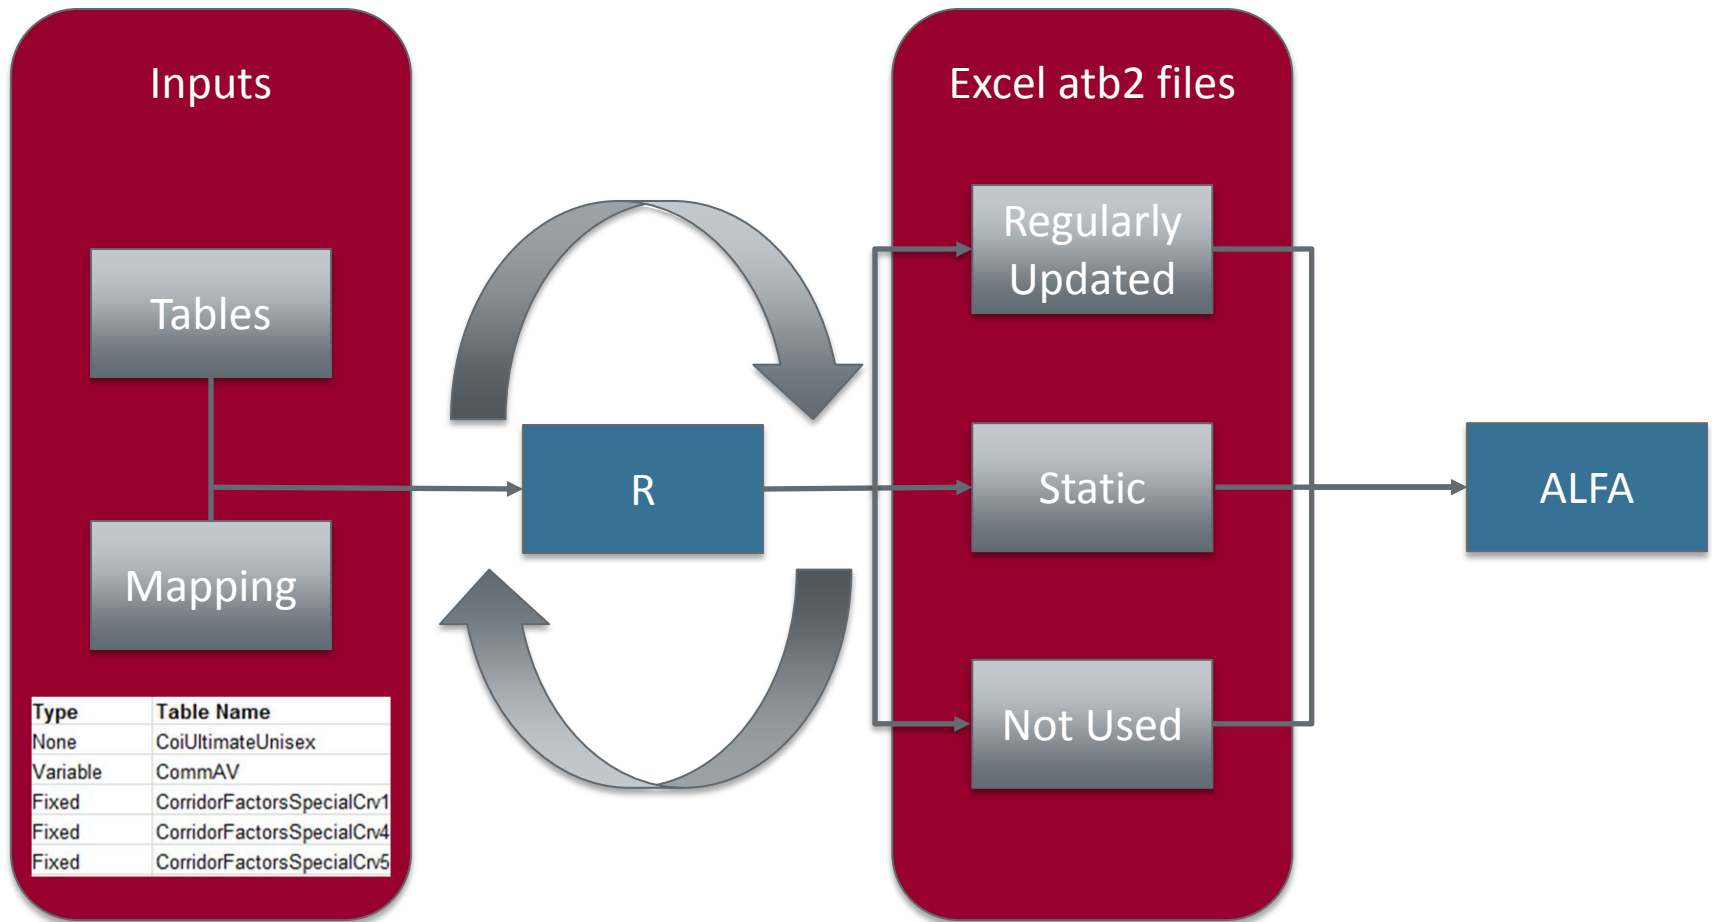 Inputs
Tables
Mapping
Type Table Name
None CoiUltimateUnisex
Variable CommAV
Fixed CorridorFactorsSpecialCrv1
Fixed CorridorFactorsSpecialCrv4
Fixed CorridorFactorsSpecialCrv5
R
Excel atb2 files
Regularly
Updated
Static
Not Used
ALFA